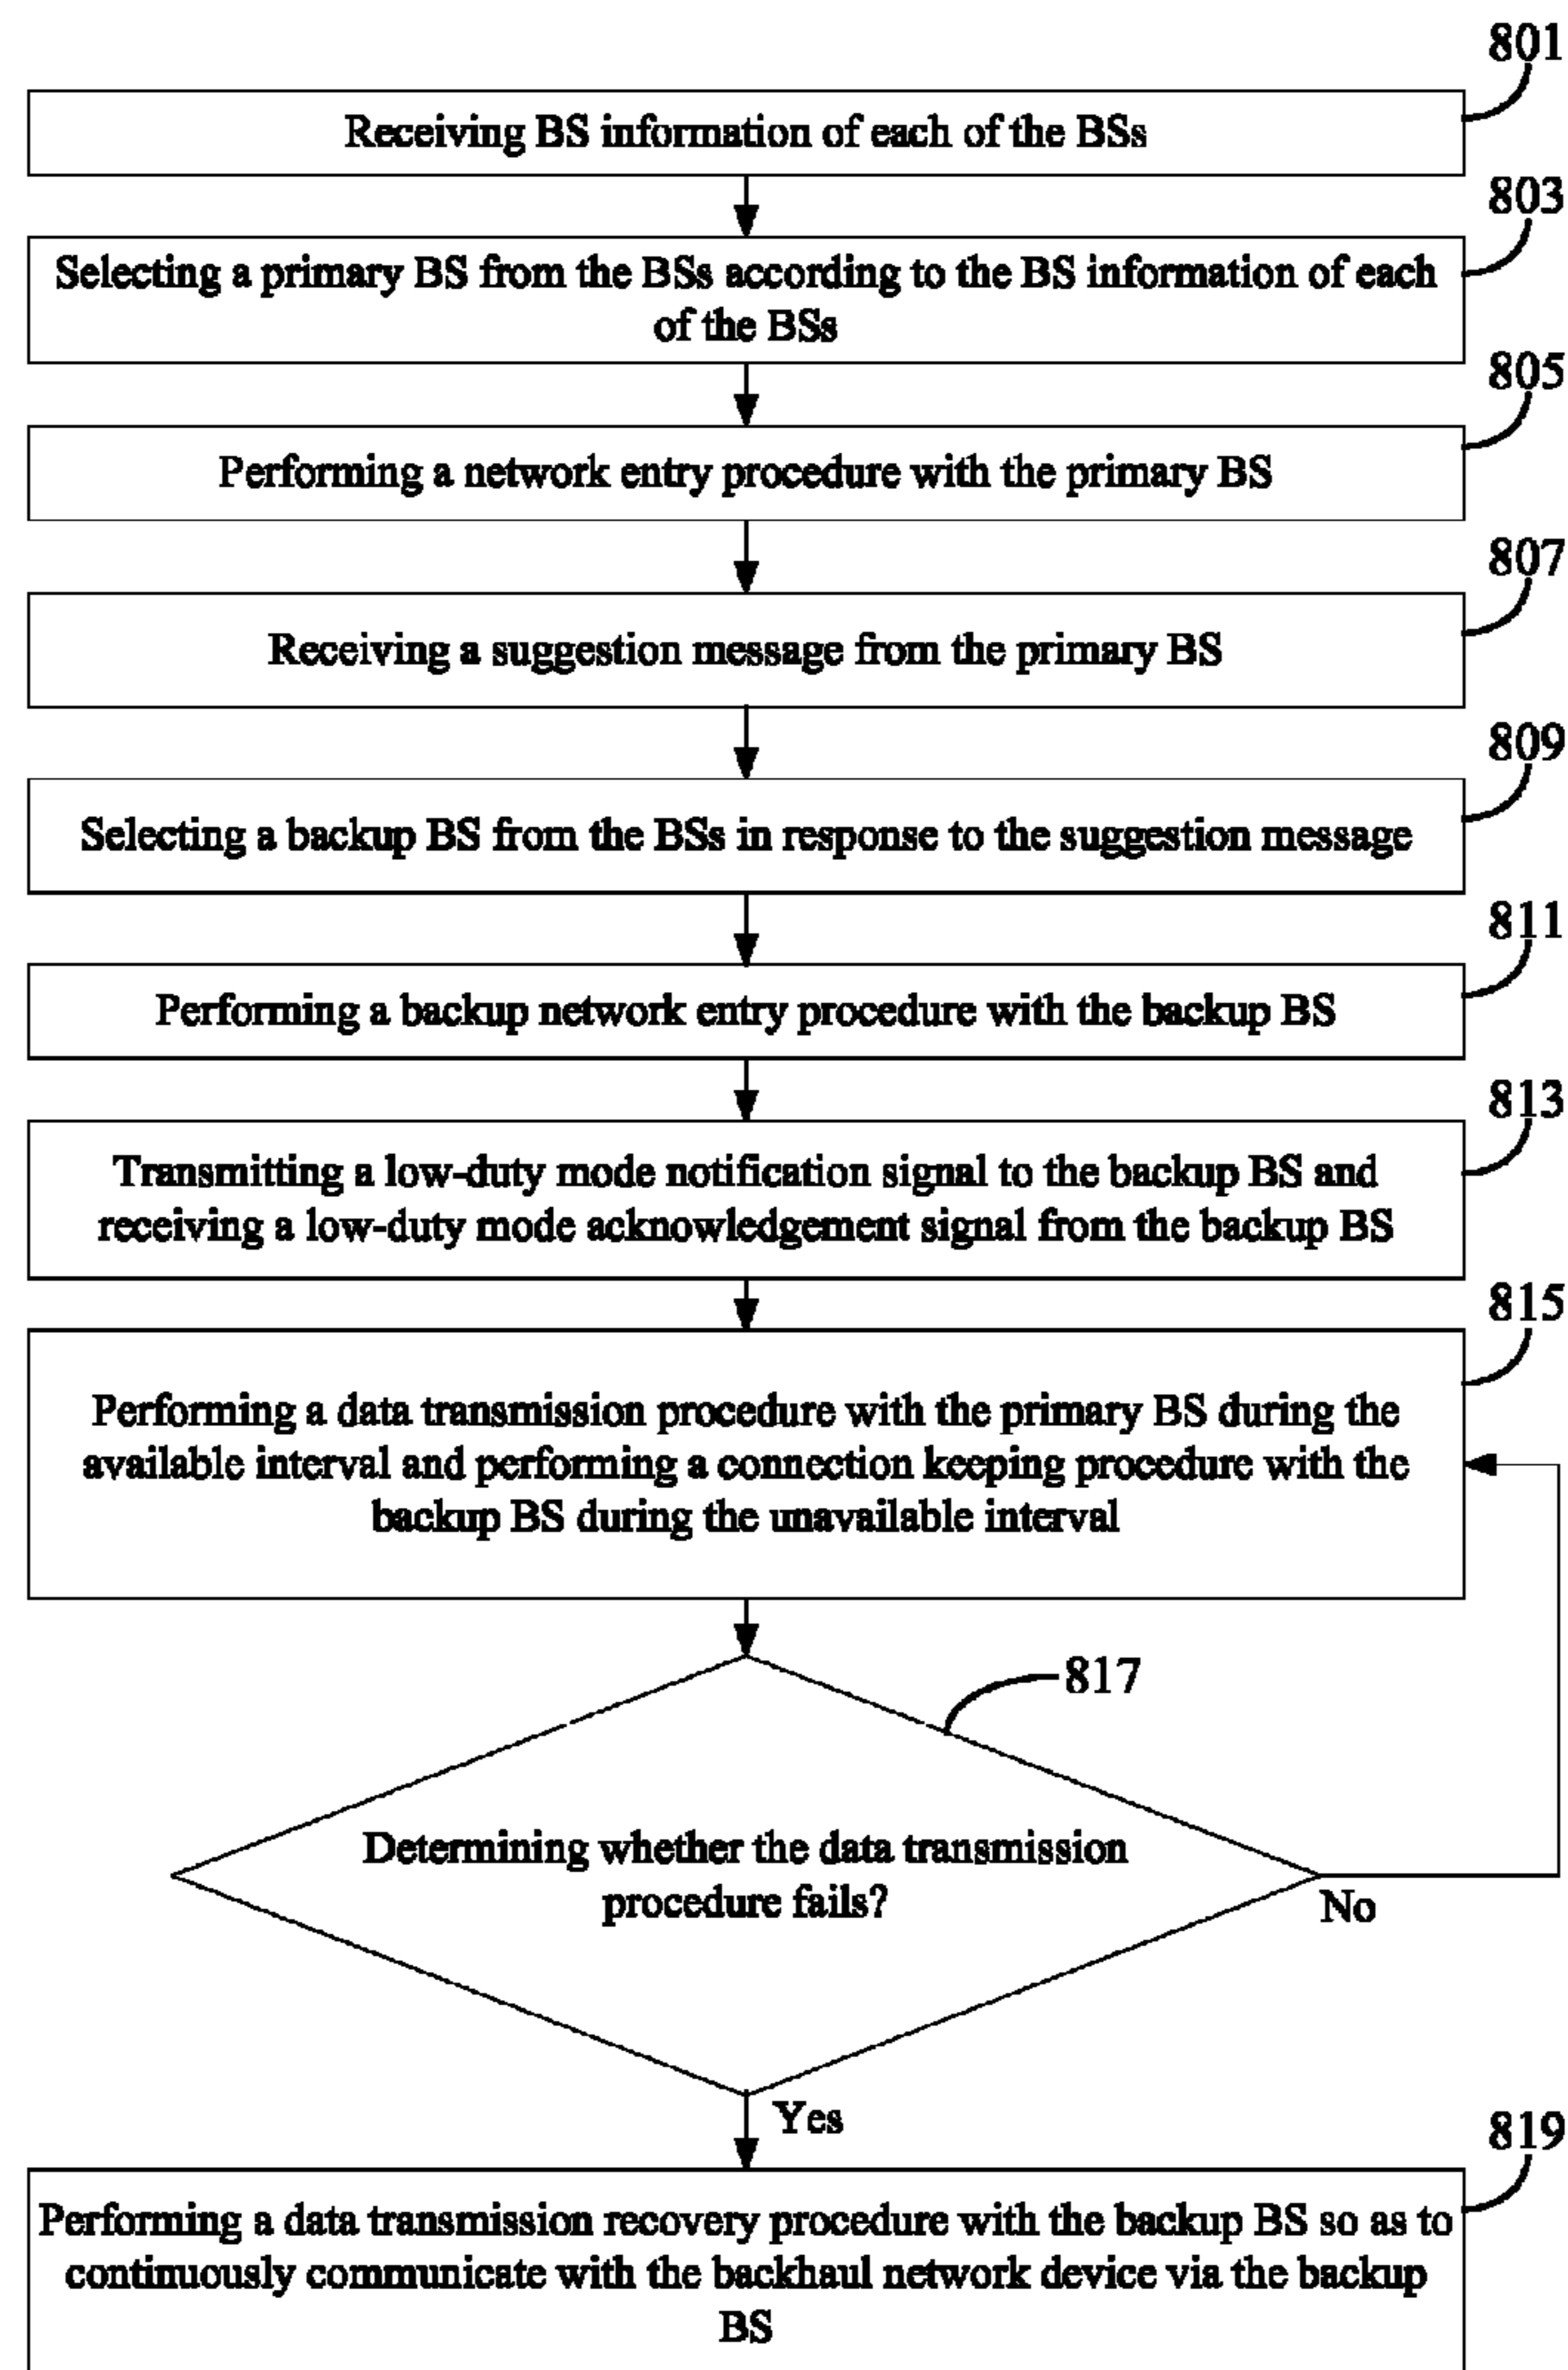 801
Receiving BS information of each of the BSs
803
Selecting a primary BS from the BSs according to the BS information of each
of the BSs
805
Performing a network entry procedure with the primary BS
807
Receiving a suggestion message from the primary BS
809
Selecting a backup BS from the BSs in response to the suggestion message
811
Performing a backup network entry procedure with the backup BS
813
Transmitting a low-duty mode notification signal to the backup BS and
receiving a low-duty mode acknowledgement signal from the backup BS
815
Performing a data transmission procedure with the primary BS during the
available interval and performing a connection keeping procedure with the
backup BS during the unavailable interval
817
Determining whether the data transmission
procedure fails?
No
Yes
819
Performing a data transmission recovery procedure with the backup BS so as to
continuously communicate with the backhaul network device via the backup
BS